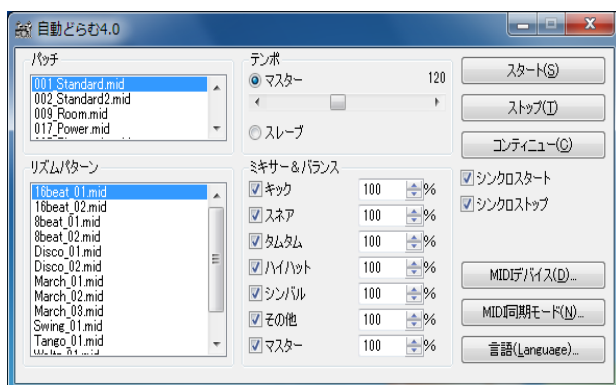 自動どらむ4.0
パッチ
001_Standard.mid
002_Standard2.mid
009_Room.mid
017_Power.mid
リズムパターン
16beat_01.mid
16beat_02.mid
8beat_01.mid
8beat_02.mid
Disco_01.mid
Disco_02.mid
March_01.mid
March_02.mid
March_03.mid
Swing_01.mid
Tango_01.mid
Waltz_01.mid
テンポ
マスター 120
スレーブ
ミキサー&バランス
キック 100 %
スネア 100 %
タムタム 100 %
ハイハット 100 %
シンバル 100 %
その他 100 %
マスター 100 %
スタート(S)
ストップ(T)
コンティニュー(C)
シンクロスタート
シンクロストップ
MIDIデバイス(D)...
MIDI同期モード(N)...
言語(Language)...